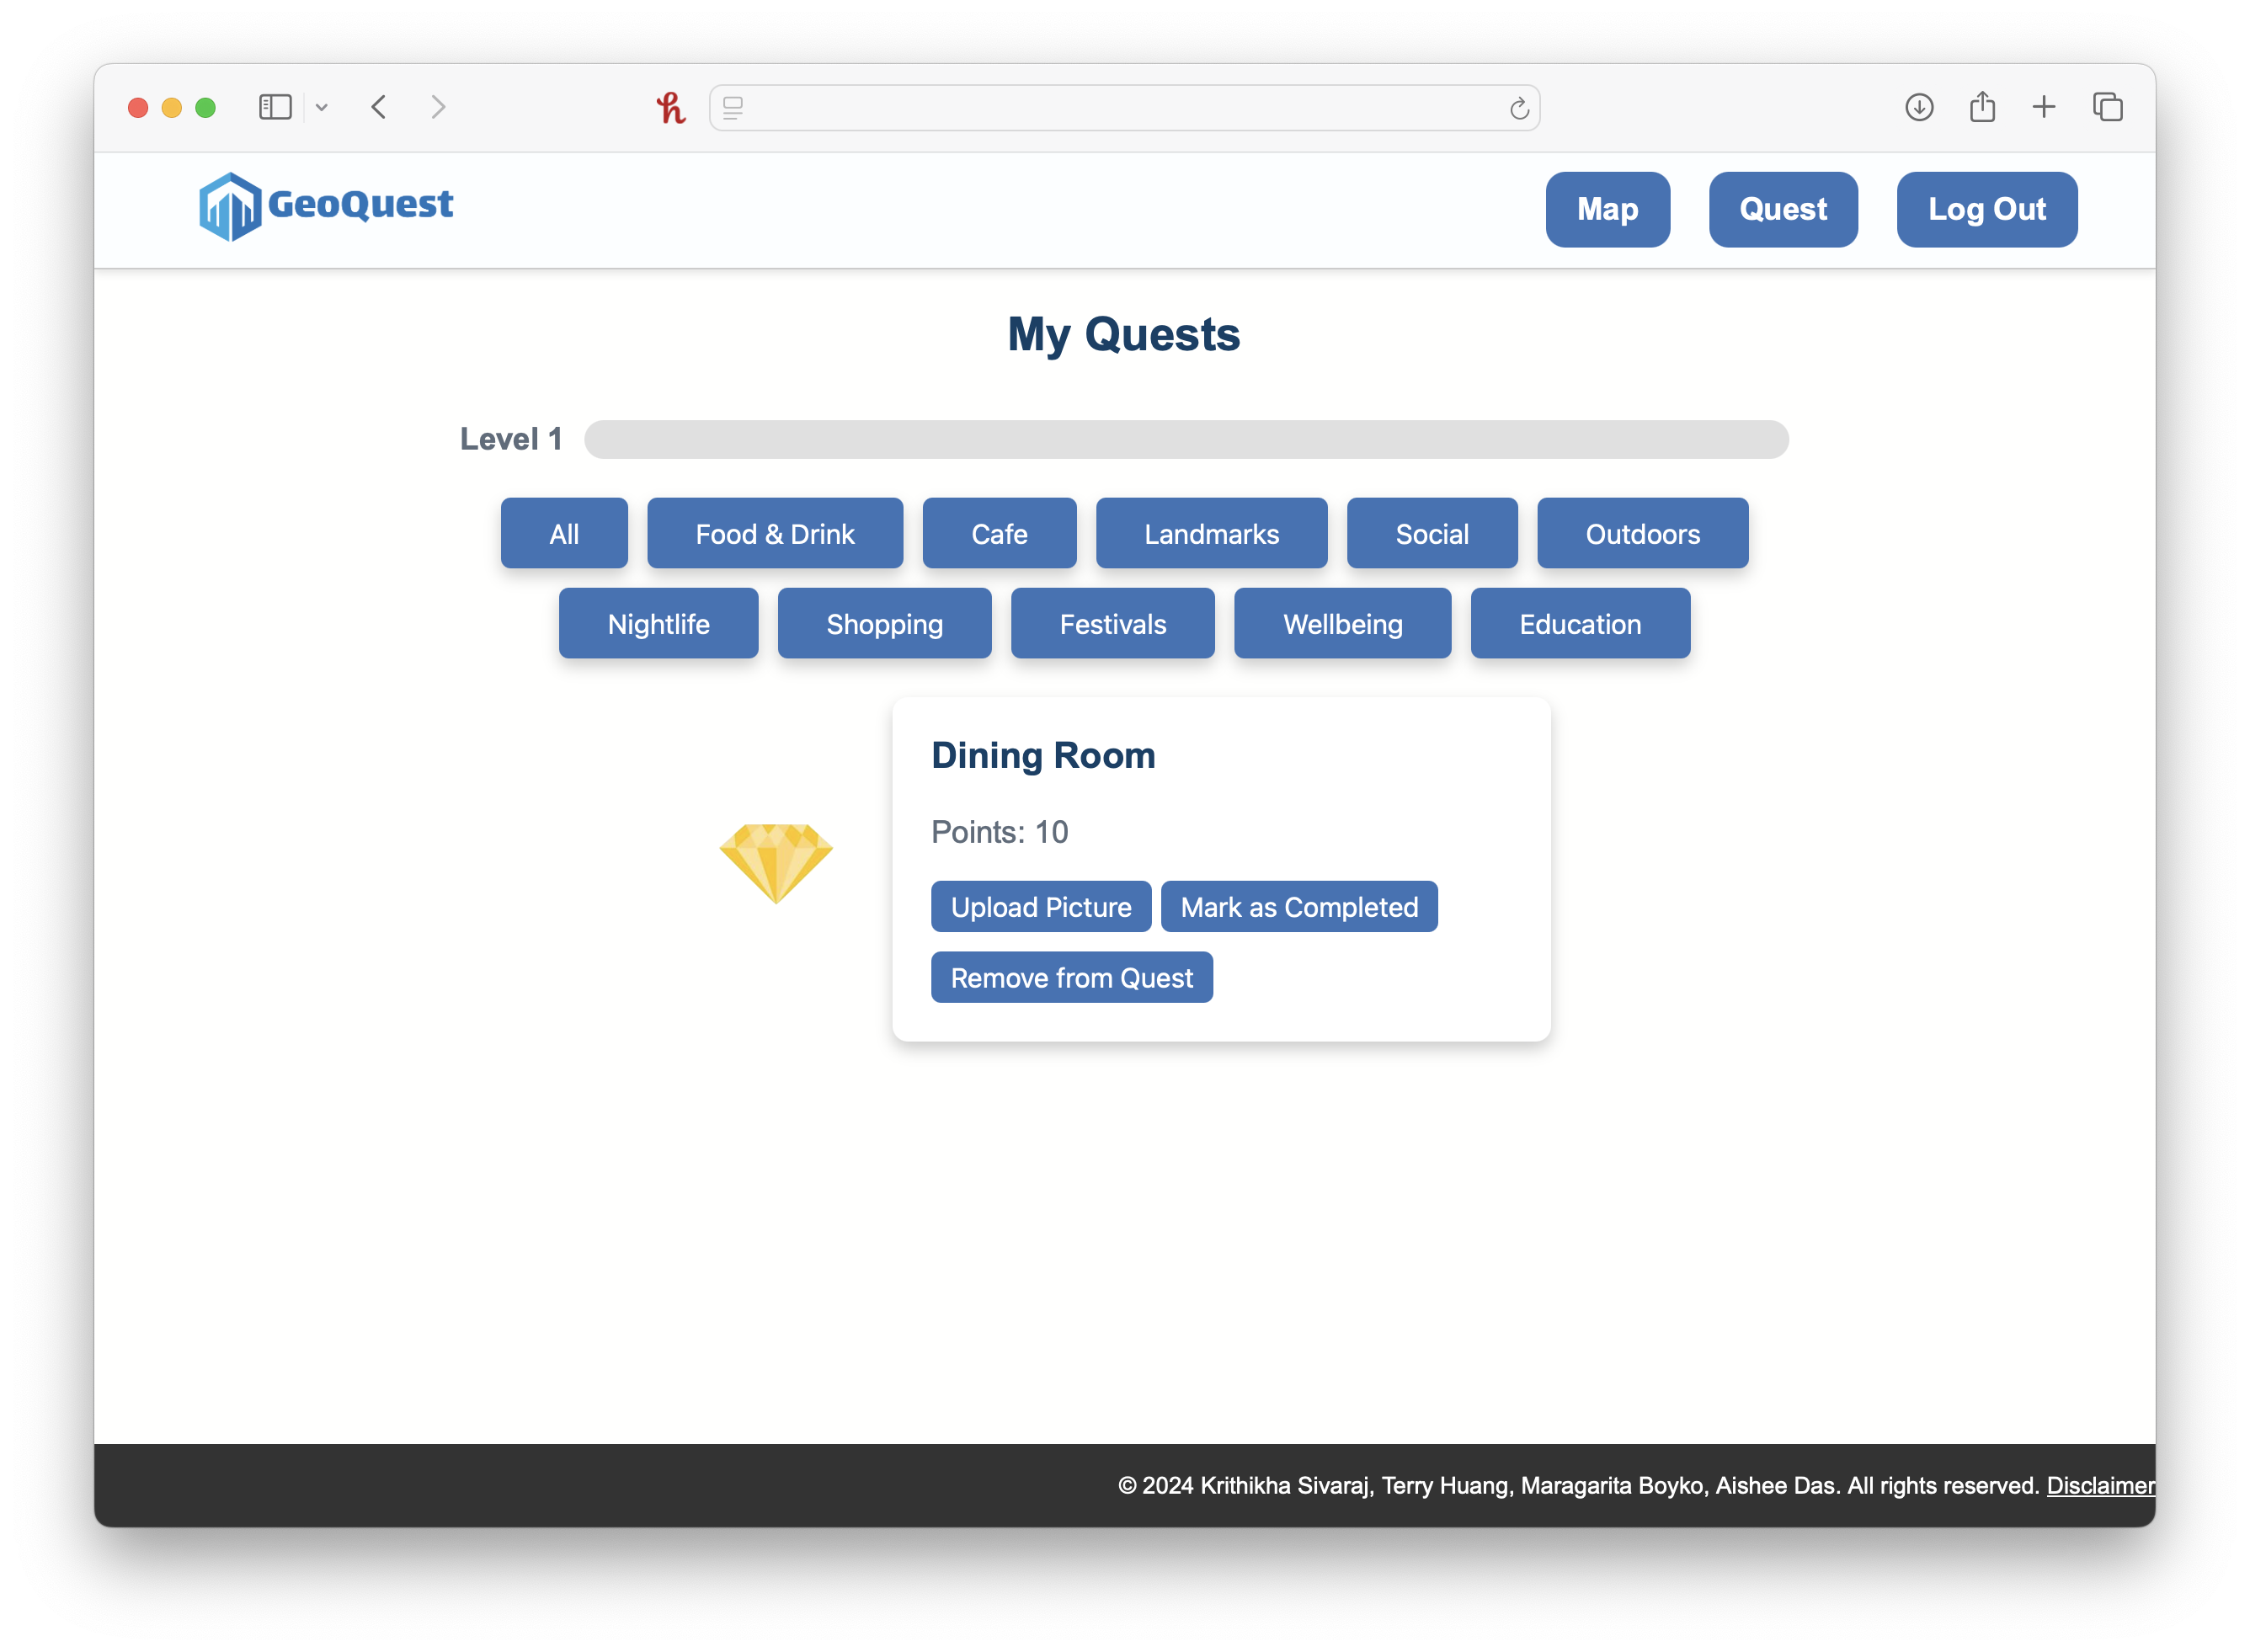 GeoQuest
Map Quest Log Out
My Quests
Level 1
All Food & Drink Cafe Landmarks Social Outdoors
Nightlife Shopping Festivals Wellbeing Education
Dining Room
Points: 10
Upload Picture Mark as Completed
Remove from Quest
© 2024 Krithikha Sivaraj, Terry Huang, Maragarita Boyko, Aishee Das. All rights reserved. Disclaimer